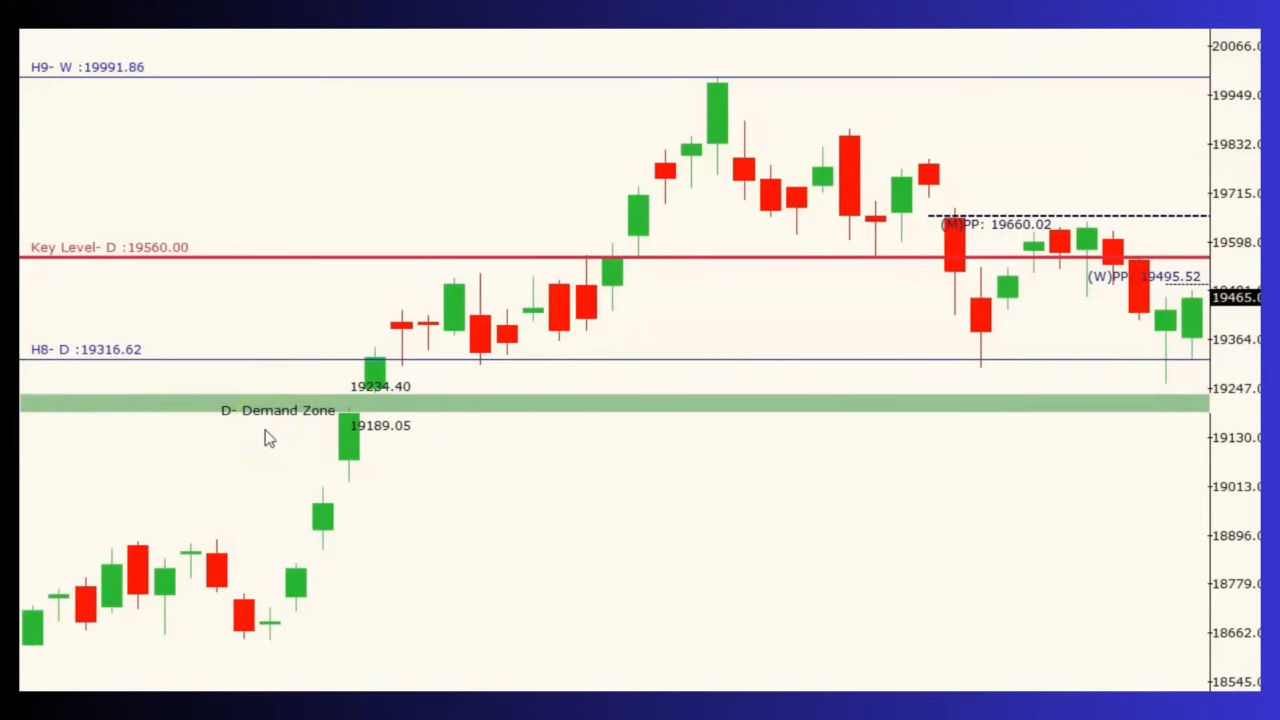 20066.0
H9- W :19991.86
19949.0
19832.0
19715.0
(M)PP: 19660.02
19598.0
Key Level- D :19560.00
(W)PP: 19495.52
19465.0
H8- D :19316.62
19364.0
19234.40
19247.0
D- Demand Zone
19189.05
19130.0
19013.0
18896.0
18779.0
18662.0
18545.0